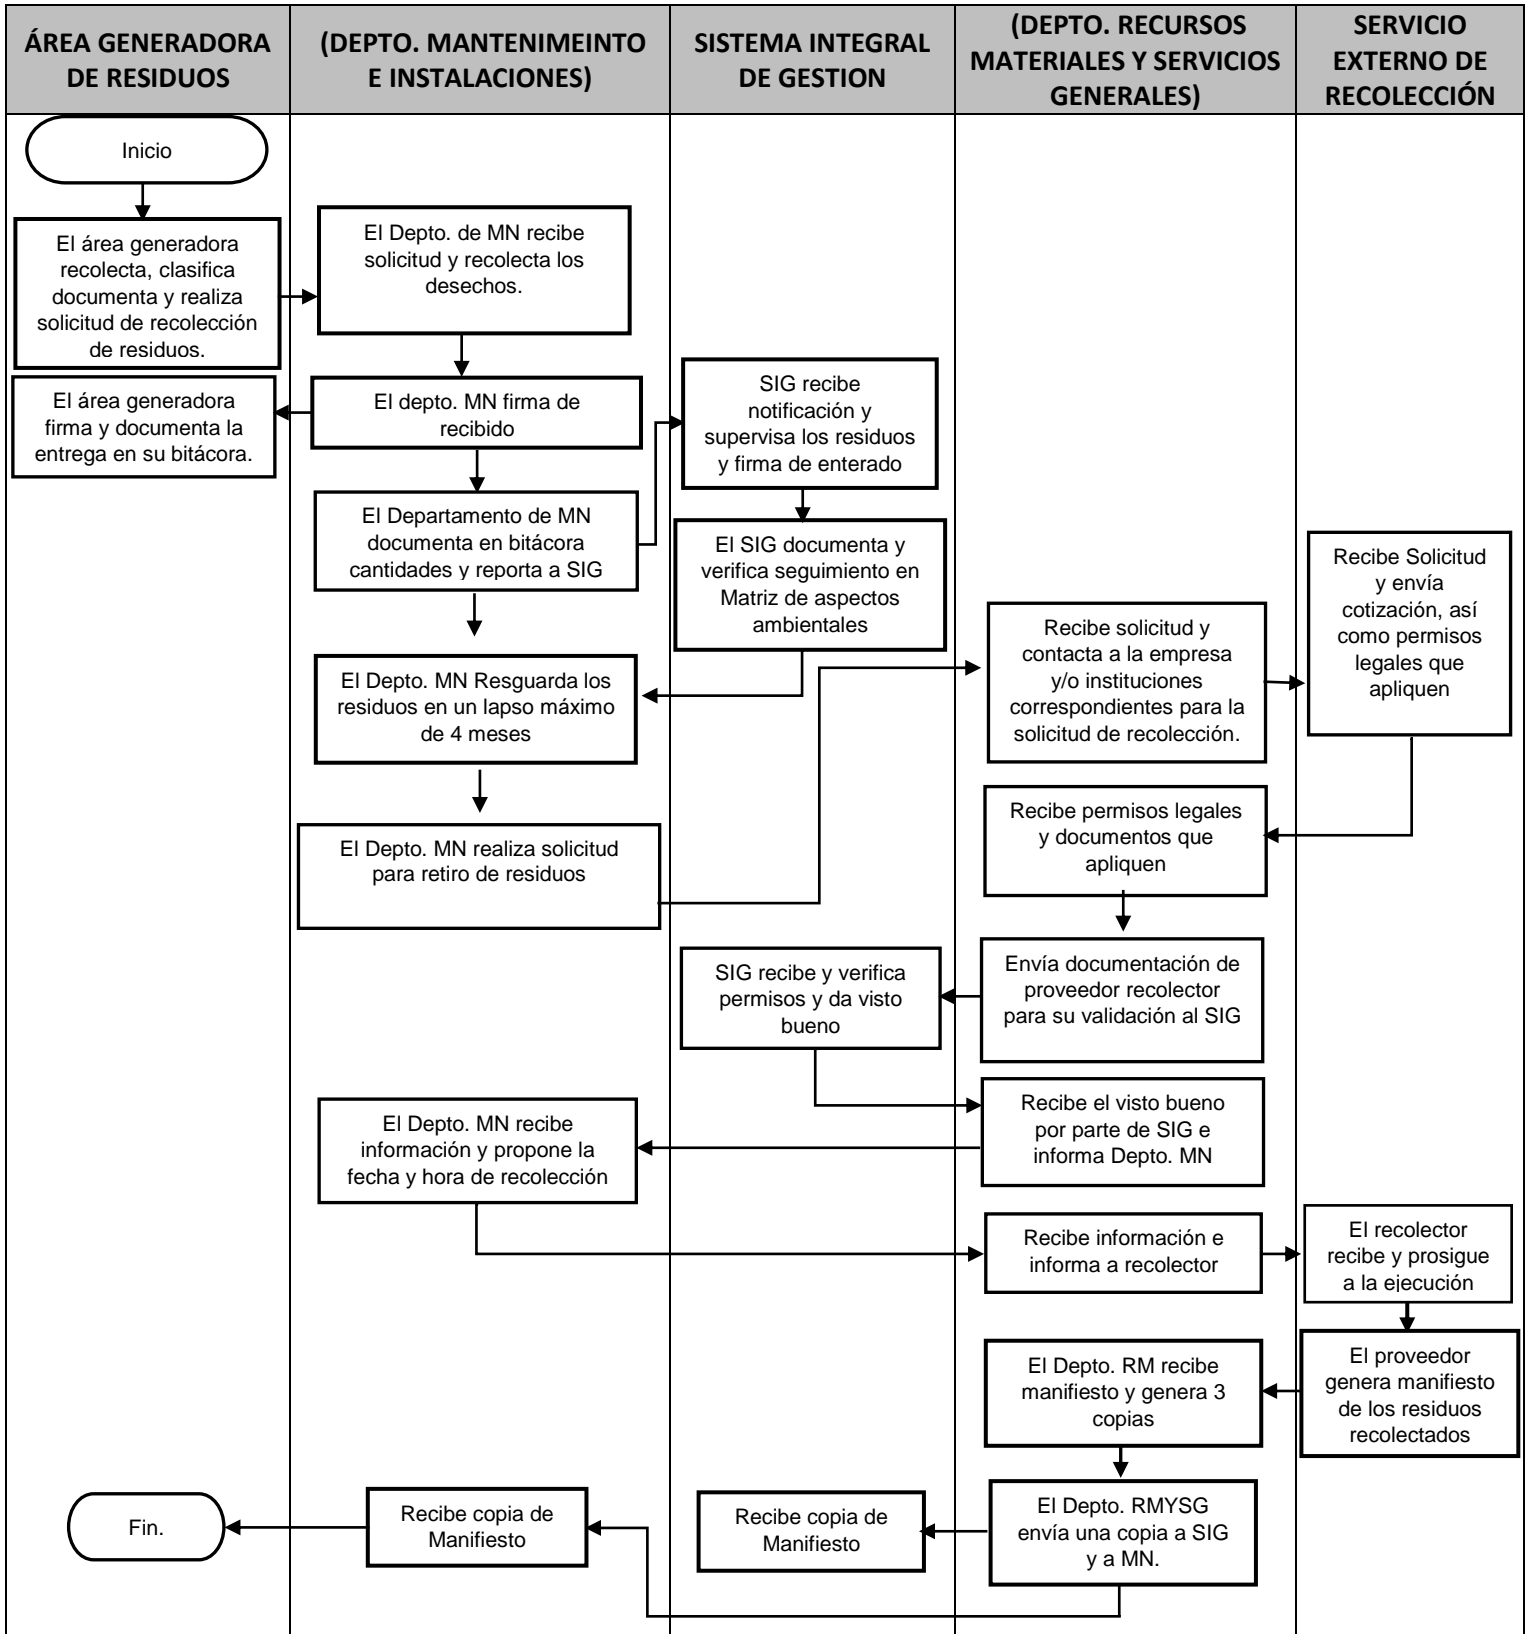 ÁREA GENERADORA
DE RESIDUOS
(DEPTO. MANTENIMEINTO
E INSTALACIONES)
SISTEMA INTEGRAL
DE GESTION
(DEPTO. RECURSOS
MATERIALES Y SERVICIOS
GENERALES)
SERVICIO
EXTERNO DE
RECOLECCIÓN
Inicio
El área generadora
recolecta, clasifica
documenta y realiza
solicitud de recolección
de residuos.
El Depto. de MN recibe
solicitud y recolecta los
desechos.
El depto. MN firma de
recibido
El área generadora
firma y documenta la
entrega en su bitácora.
El Departamento de MN
documenta en bitácora
cantidades y reporta a SIG
SIG recibe
notificación y
supervisa los residuos
y firma de enterado
El SIG documenta y
verifica seguimiento en
Matriz de aspectos
ambientales
El Depto. MN Resguarda los
residuos en un lapso máximo
de 4 meses
El Depto. MN realiza solicitud
para retiro de residuos
Recibe solicitud y
contacta a la empresa
y/o instituciones
correspondientes para la
solicitud de recolección.
Recibe Solicitud
y envía
cotización, así
como permisos
legales que
apliquen
Recibe permisos legales
y documentos que
apliquen
Envía documentación de
proveedor recolector
para su validación al SIG
SIG recibe y verifica
permisos y da visto
bueno
Recibe el visto bueno
por parte de SIG e
informa Depto. MN
El Depto. MN recibe
información y propone la
fecha y hora de recolección
Recibe información e
informa a recolector
El recolector
recibe y prosigue
a la ejecución
El proveedor
genera manifiesto
de los residuos
recolectados
El Depto. RM recibe
manifiesto y genera 3
copias
El Depto. RMYSG
envía una copia a SIG
y a MN.
Recibe copia de
Manifiesto
Recibe copia de
Manifiesto
Fin.